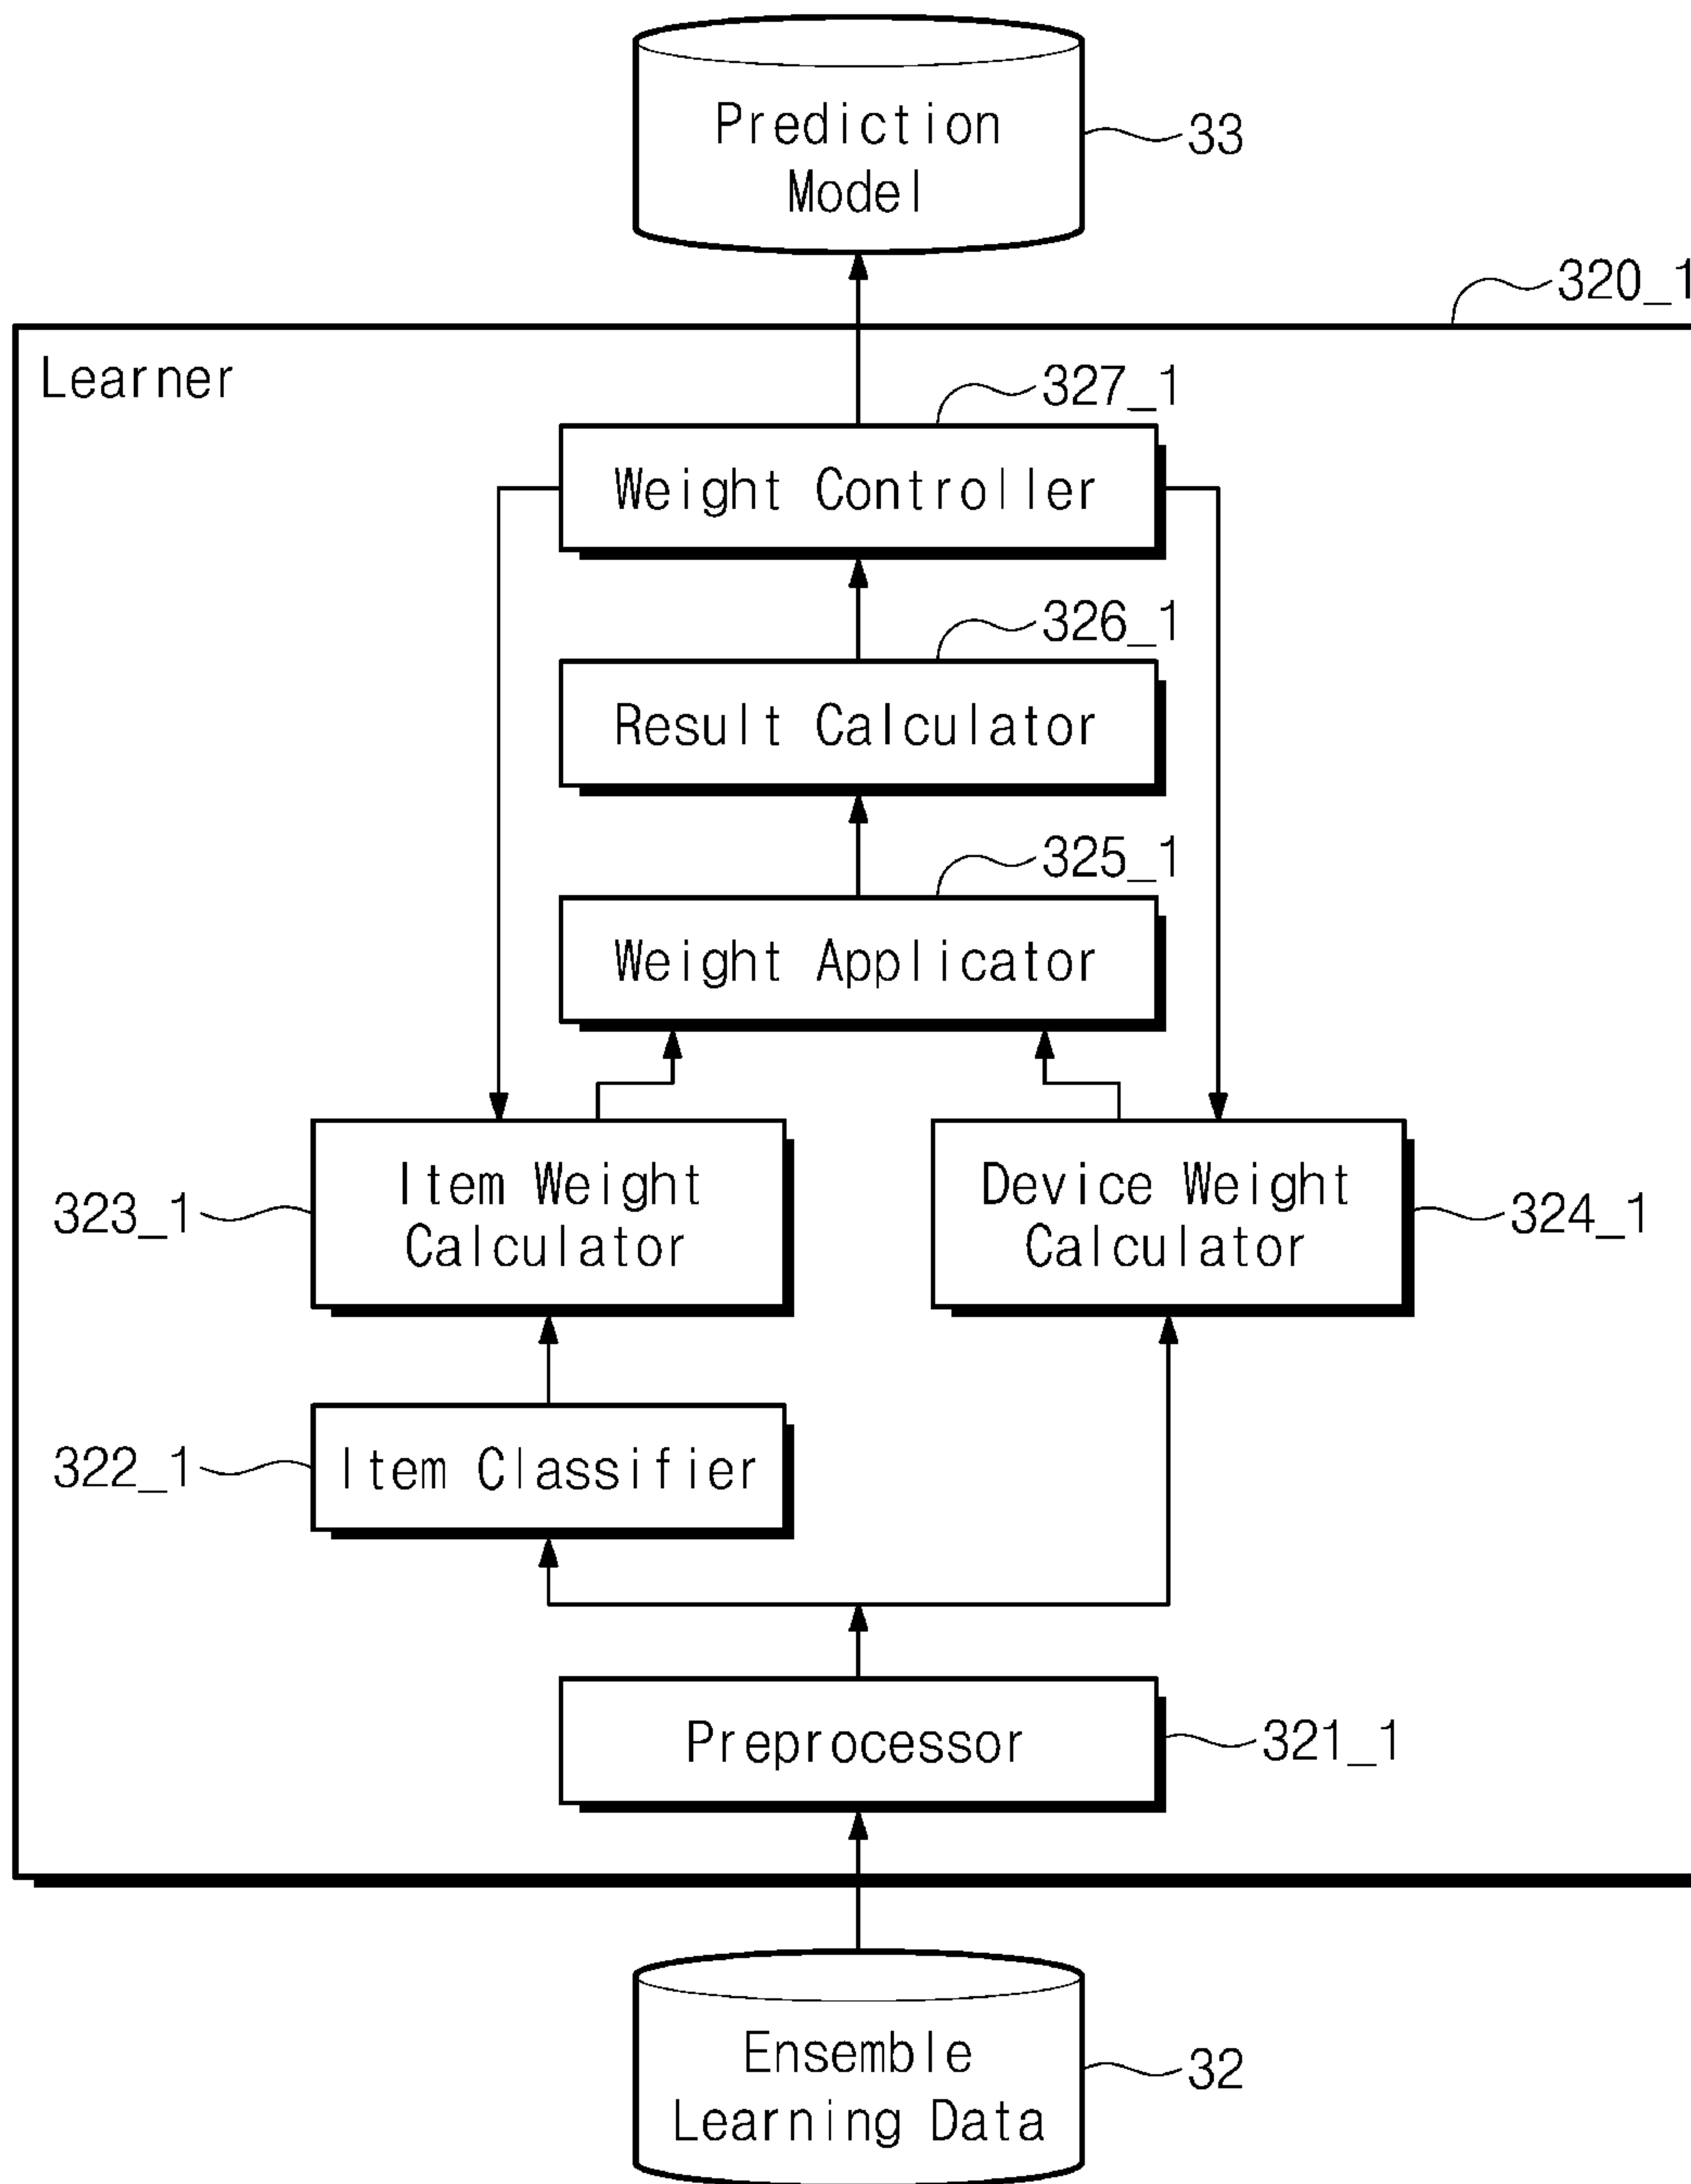 Prediction
Model
33
320_1
Learner
327_1
Weight Controller
326_1
Result Calculator
325_1
Weight Applicator
Item Weight
Calculator
323_1
Device Weight
Calculator
324_1
322_1
Item Classifier
Preprocessor
321_1
Ensemble
Learning Data
32